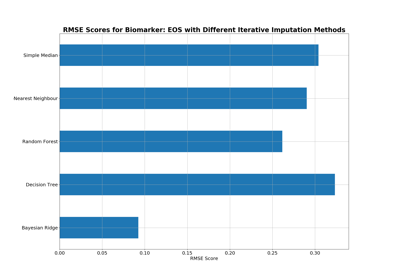 RMSE Scores for Biomarker: EOS with Different Iterative Imputation Methods
Simple Median
Nearest Neighbour
Random Forest
Decision Tree
Bayesian Ridge
0.00 0.05 0.10 0.15 0.20 0.25 0.30
RMSE Score